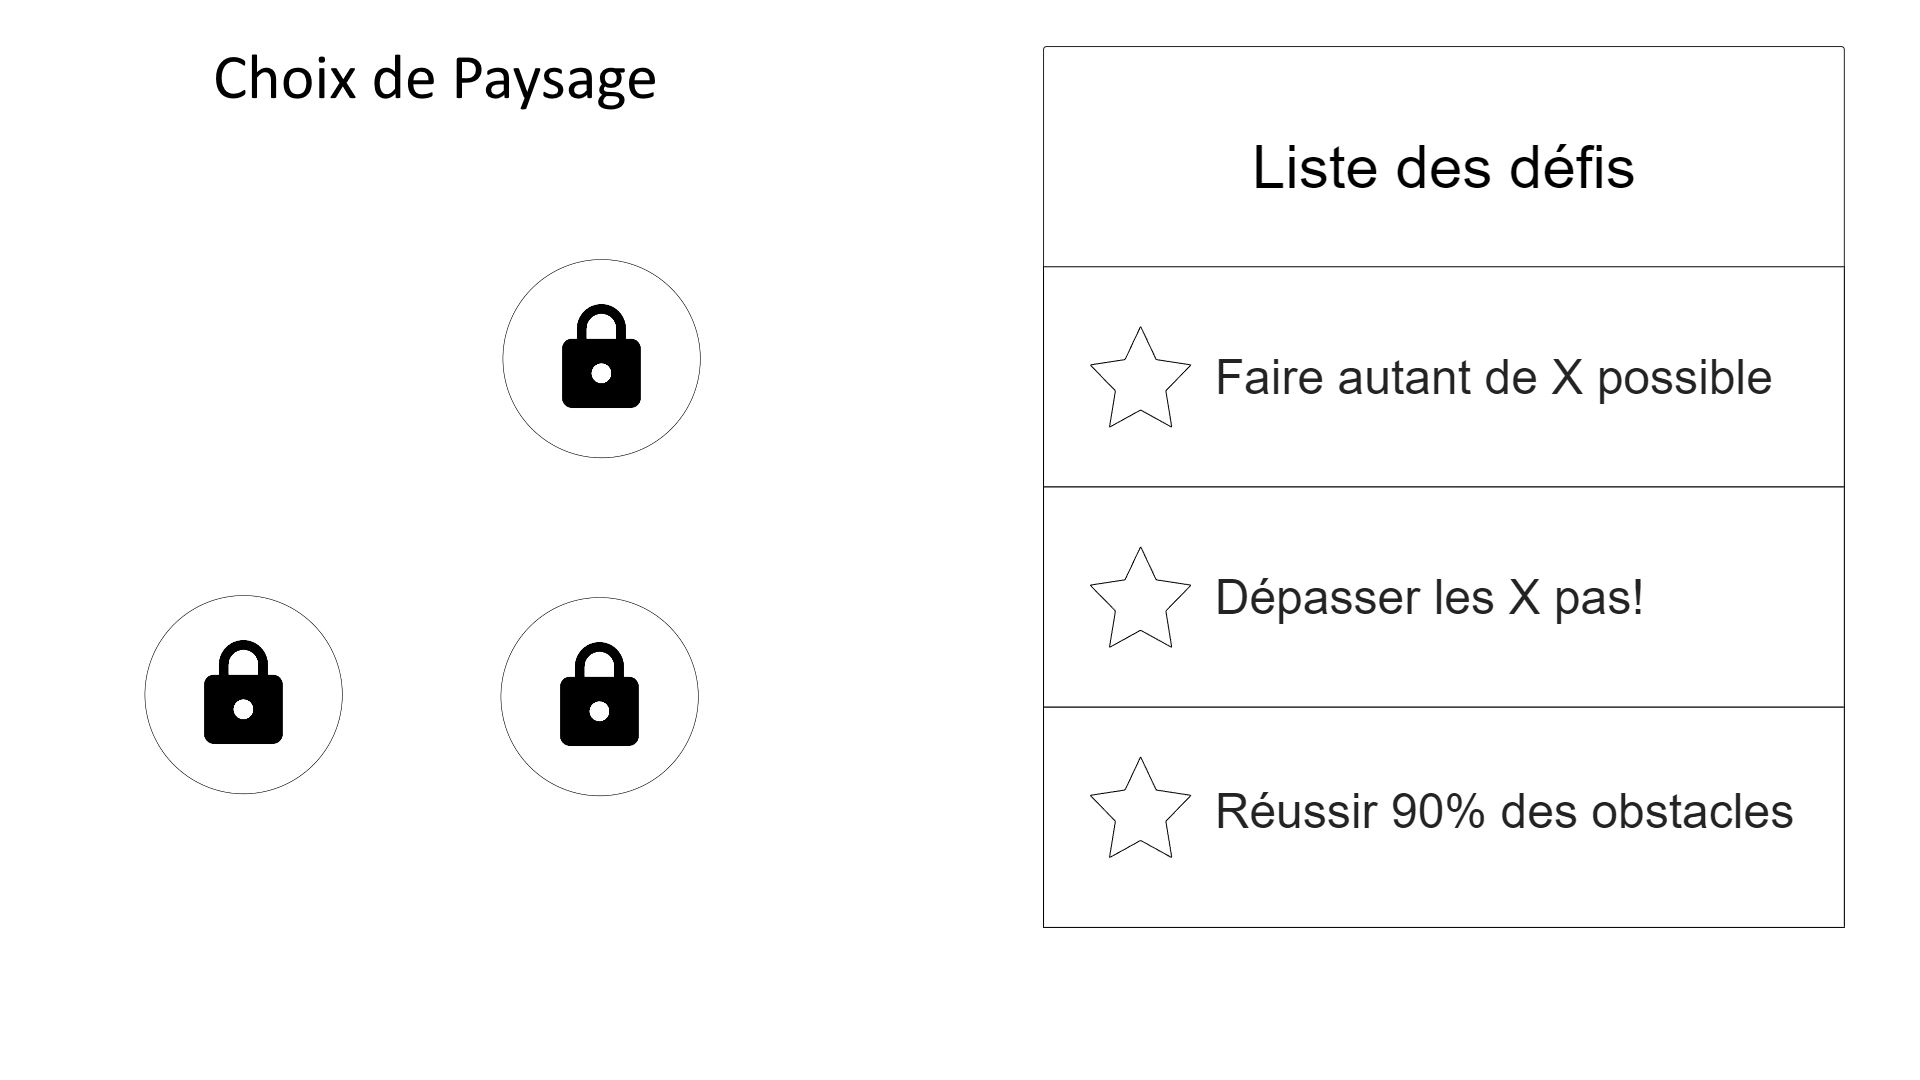 Choix de Paysage
Liste des défis
Faire autant de X possible
Dépasser les X pas!
Réussir 90% des obstacles